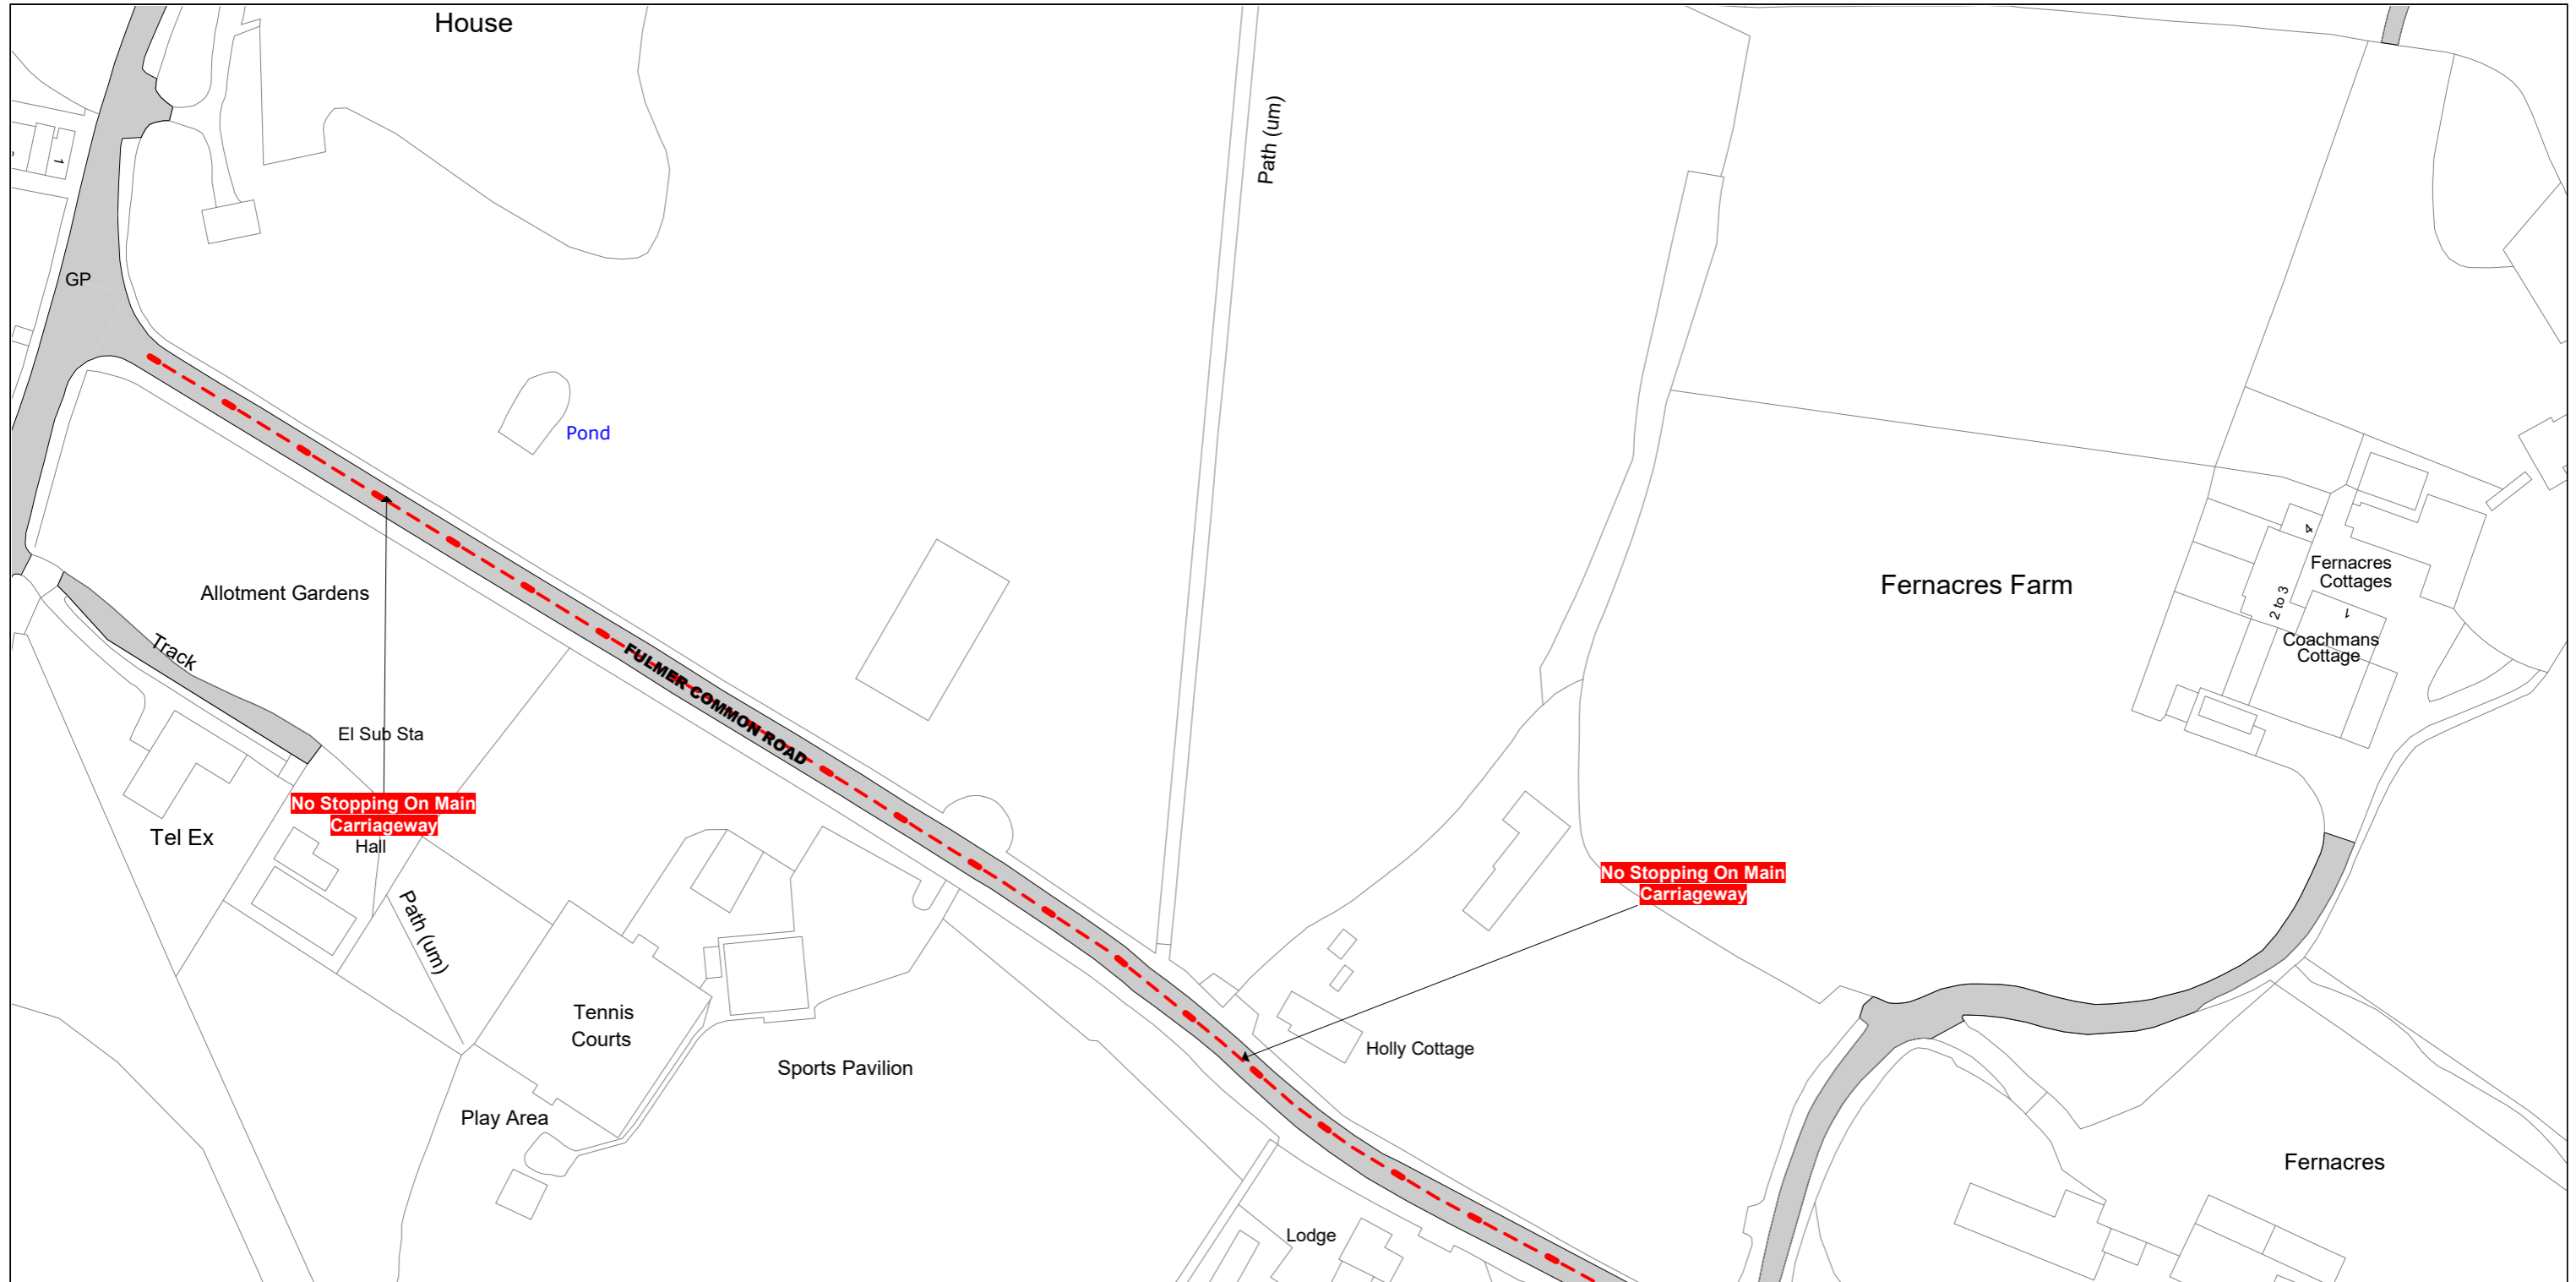 House
Path (um)
1
GP
Pond
Allotment Gardens
Track
FULMER COMMON ROAD
El Sub Sta
No Stopping On Main
Carriageway
Hall
Tel Ex
Path (um)
Tennis
Courts
Play Area
Sports Pavilion
Fernacres Farm
4
Fernacres
Cottages
2 to 3
1
Coachmans
Cottage
No Stopping On Main
Carriageway
Holly Cottage
Fernacres
Lodge